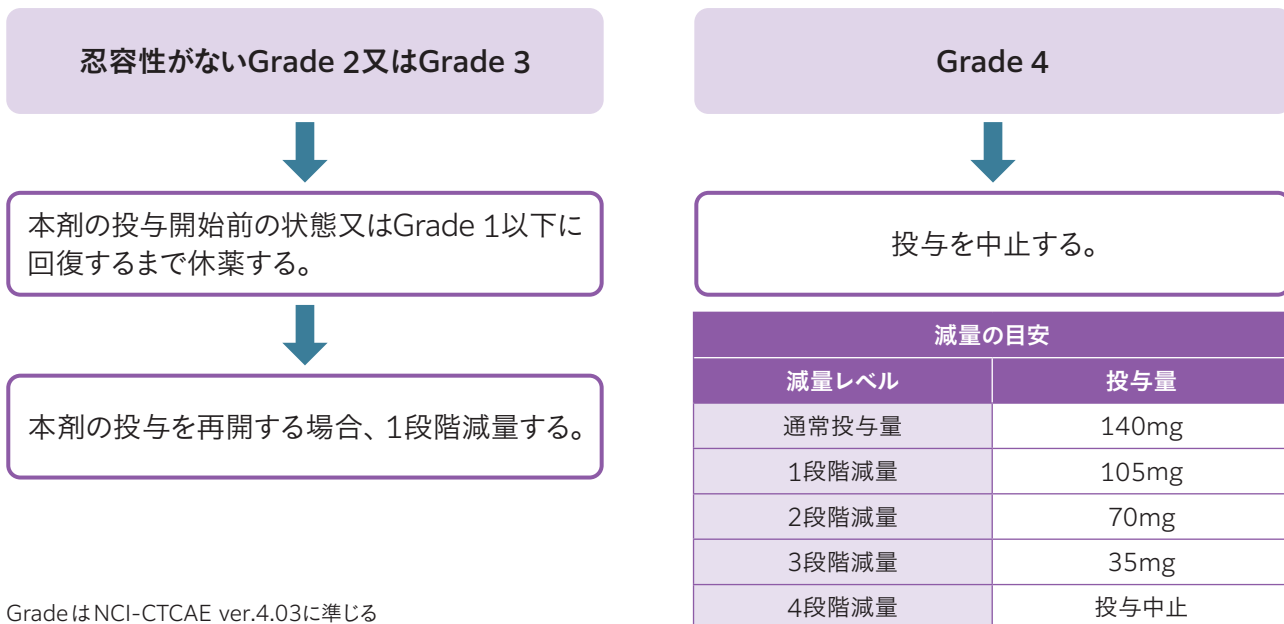 忍容性がないGrade 2又はGrade 3
本剤の投与開始前の状態又はGrade 1以下に
回復するまで休薬する。
本剤の投与を再開する場合、1段階減量する。
GradeはNCI-CTCAE ver.4.03に準じる
Grade 4
投与を中止する。
減量の目安
減量レベル 投与量
通常投与量 140mg
1段階減量 105mg
2段階減量 70mg
3段階減量 35mg
4段階減量 投与中止